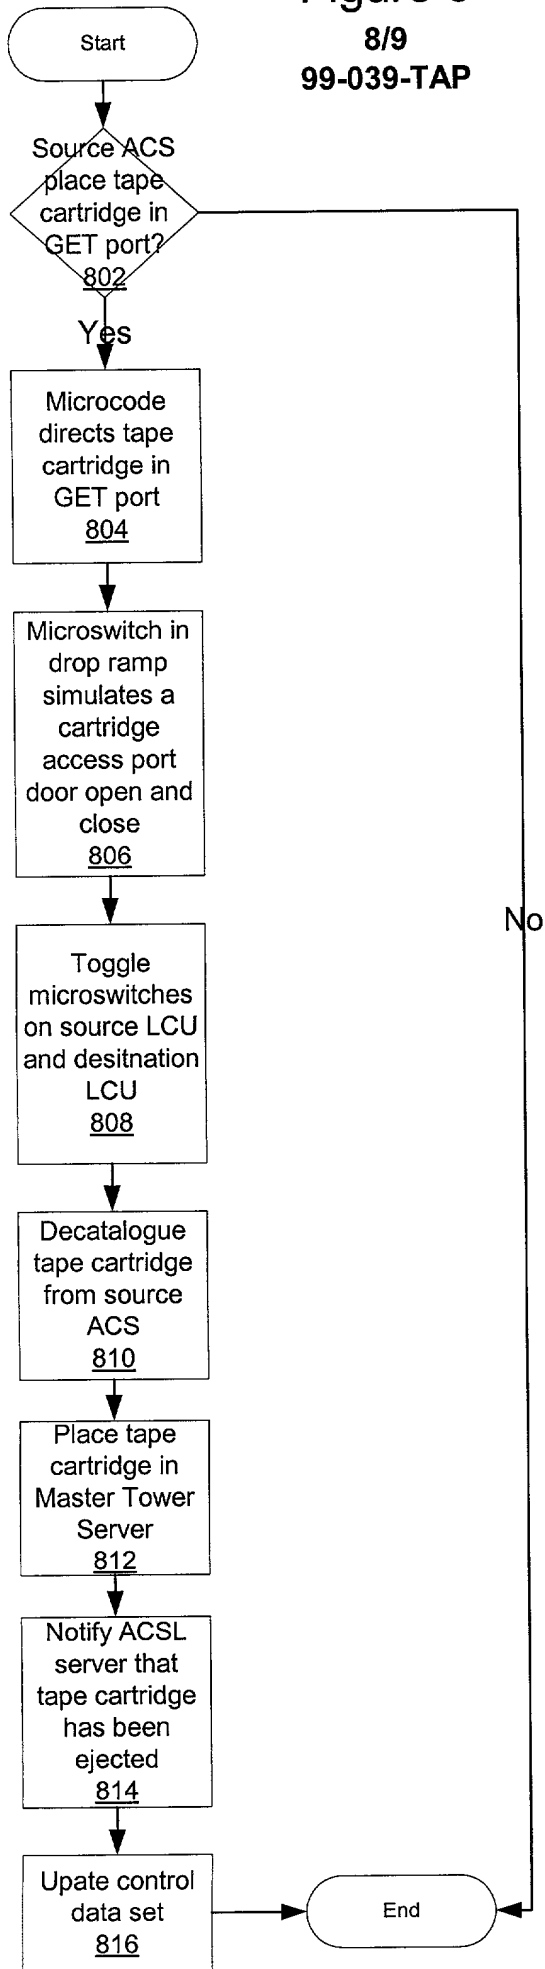 Figure
8/9
99-039-TAP
Start
Source ACS
place tape
cartridge in
GET port?
802
Yes
Microcode
directs tape
cartridge in
GET port
804
Microswitch in
drop ramp
simulates a
cartridge
access port
door open and
close
806
No
Toggle
microswitches
on source LCU
and desitnation
LCU
808
Decatalogue
tape cartridge
from source
ACS
810
Place tape
cartridge in
Master Tower
Server
812
Notify ACSL
server that
tape cartridge
has been
ejected
814
Upate control
data set
816
End